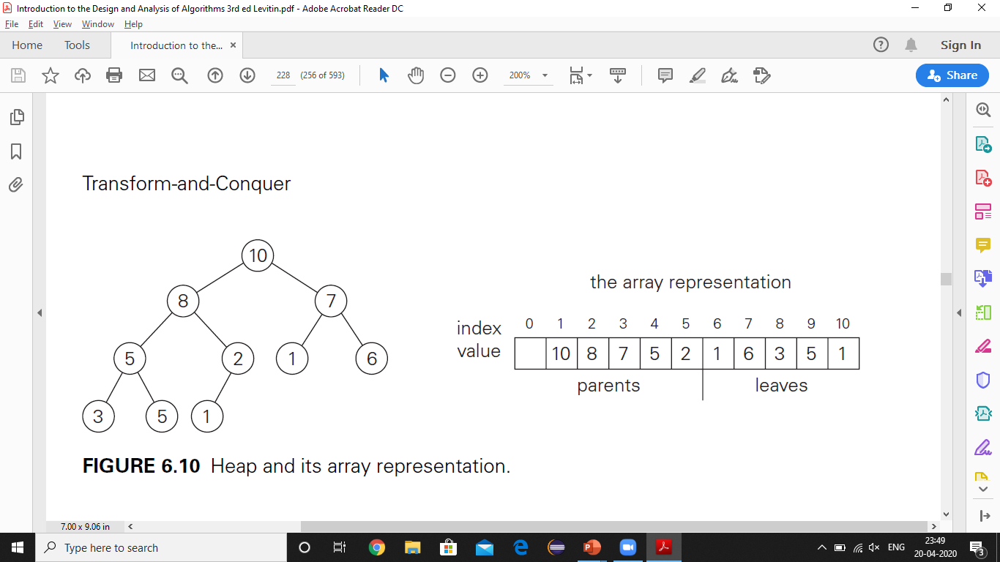 Introduction to the Design and Analysis of Algorithms 3rd ed Levitin.pdf - Adobe Acrobat Reader DC
File Edit View Window Help
Home Tools Introduction to the... × Sign In
228 (256 of 593) 200% Share
Transform-and-Conquer
10
8 7
5 2 1 6
3 5 1
the array representation
index 0 1 2 3 4 5 6 7 8 9 10
value 10 8 7 5 2 1 6 3 5 1
parents leaves
FIGURE 6.10 Heap and its array representation.
7.00 x 9.06 in
Type here to search
ENG
23:49
20-04-2020
3